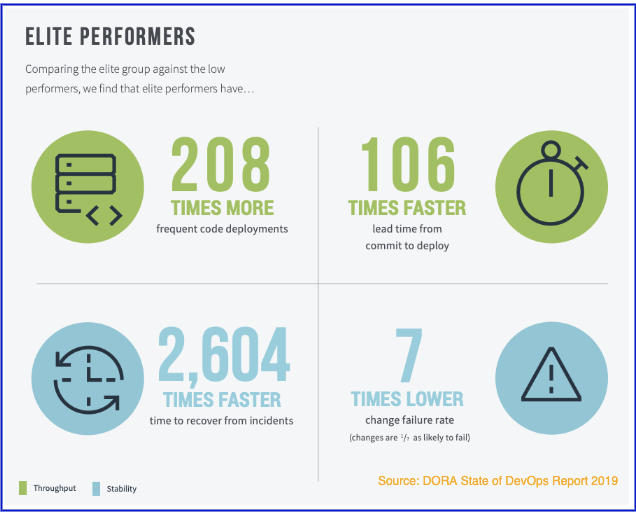 ELITE PERFORMERS
Comparing the elite group against the low
performers, we find that elite performers have...
208
TIMES MORE
frequent code deployments
106
TIMES FASTER
lead time from
commit to deploy
2,604
TIMES FASTER
time to recover from incidents
7
TIMES LOWER
change failure rate
(changes are 1/7 as likely to fail)
Throughput
Stability
Source: DORA State of DevOps Report 2019